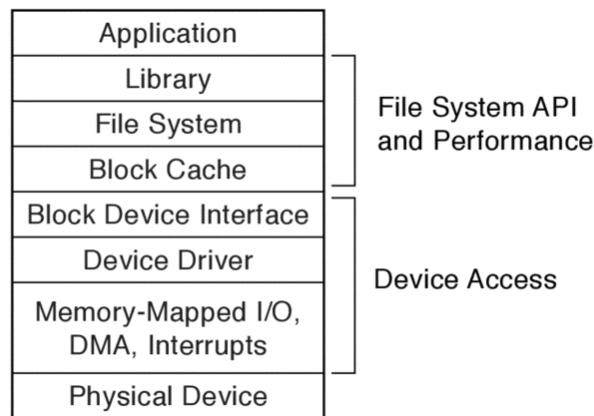 Application
Library
File System
Block Cache
Block Device Interface
Device Driver
Memory-Mapped I/O,
DMA, Interrupts
Physical Device
File System API
and Performance
Device Access